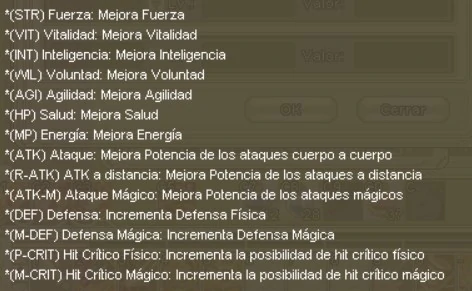 Valor:
*(STR) Fuerza: Mejora Fuerza
*(VIT) Vitalidad: Mejora Vitalidad
*(INT) Inteligencia: Mejora Inteligencia
Valor:
*(WIL) Voluntad: Mejora Voluntad
*(AGI) Agilidad: Mejora Agilidad
*(HP) Salud: Mejora Salud
OK
Cerrar
*(MP) Energía: Mejora Energía
*(ATK) Ataque: Mejora Potencia de los ataques cuerpo a cuerpo
*(R-ATK) ATK a distancia: Mejora Potencia de los ataques a distancia
*(ATK-M) Ataque Mágico: Mejora Potencia de los ataques mágicos
*(DEF) Defensa: Incrementa Defensa Física
*(M-DEF) Defensa Mágica: Incrementa Defensa Mágica
*(P-CRIT) Hit Crítico Físico: Incrementa la posibilidad de hit crítico físico
*(M-CRIT) Hit Crítico Mágico: Incrementa la posibilidad de hit crítico mágico